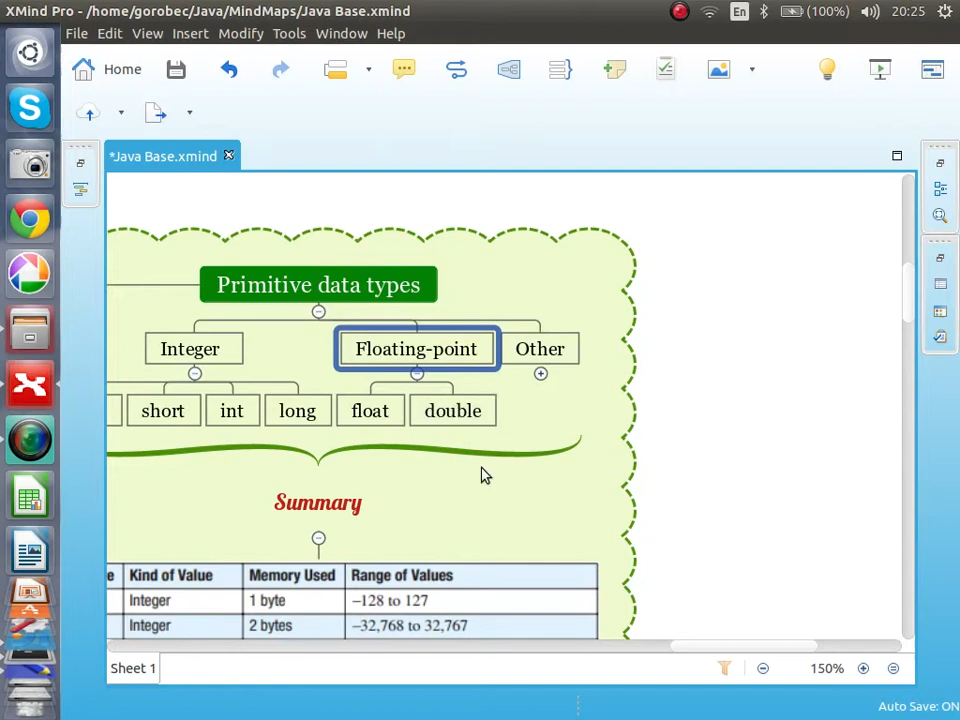 XMind Pro - /home/gorobec/Java/MindMaps/Java Base.xmind
En
(100%)
20:25
File Edit View Insert Modify Tools Window Help
Home
*Java Base.xmind
Primitive data types
Integer
Floating-point
Other
short
int
long
float
double
Summary
e Kind of Value Memory Used Range of Values
Integer 1 byte –128 to 127
Integer 2 bytes –32,768 to 32,767
Sheet 1
150%
Auto Save: ON